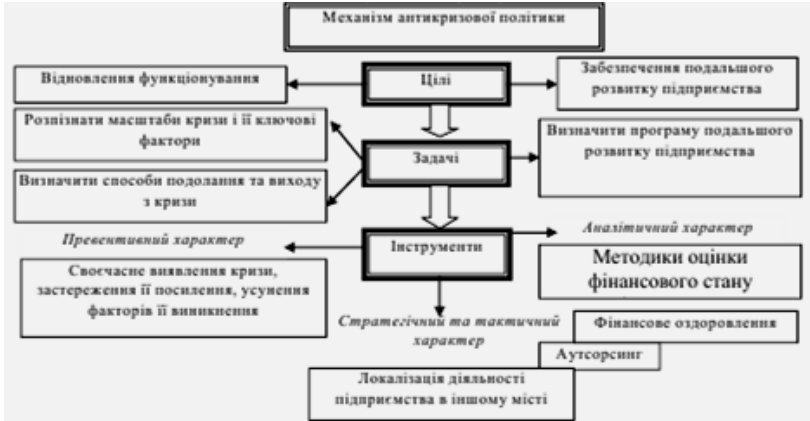 Механізм антикризової політики
Відновлення функціонування
Цілі
Забезпечення подальшого
розвитку підприємства
Розпізнати масштаби кризи і її ключові
фактори
Задачі
Визначити програму подальшого
розвитку підприємства
Визначити способи подолання та виходу
з кризи
Превентивний характер
Інструменти
Аналітичний характер
Своєчасне виявлення кризи,
застереження її посилення, усунення
факторів її виникнення
Методики оцінки
фінансового стану
Стратегічний та тактичний
характер
Фінансове оздоровлення
Аутсорсинг
Локалізація діяльності
підприємства в іншому місті